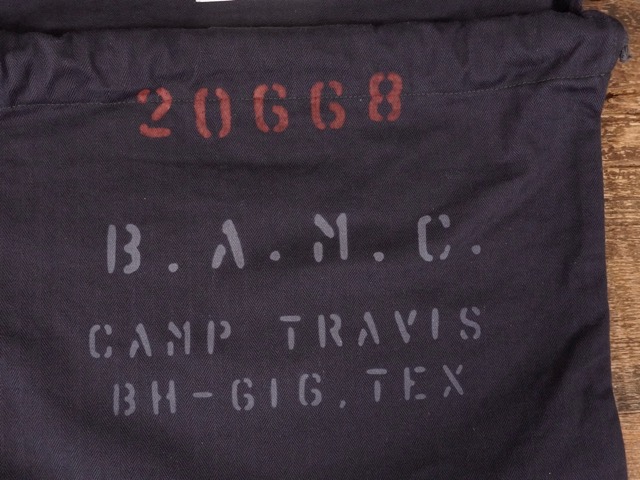 20668
B.A.M.C.
CAMP TRAVIS
BH-616, TEX